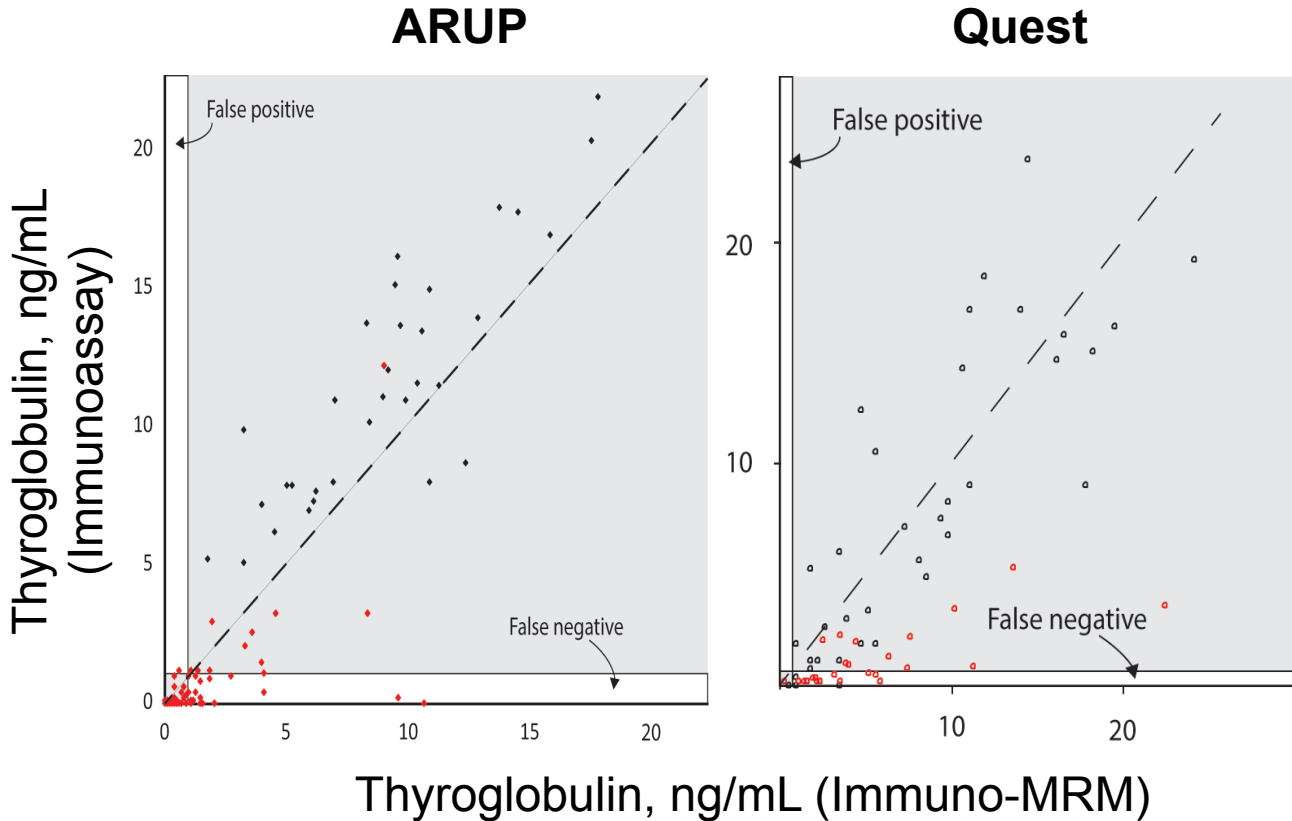 ARUP
Quest
Thyroglobulin, ng/mL
(Immunoassay)
False positive
20
15
10
5
0
False negative
0
5
10
15
20
False positive
20
10
False negative
10
20
Thyroglobulin, ng/mL (Immuno-MRM)